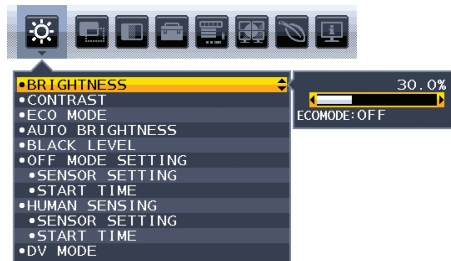 •BRIGHTNESS
30.0%
•CONTRAST
ECOMODE:OFF
•ECO MODE
•AUTO BRIGHTNESS
•BLACK LEVEL
•OFF MODE SETTING
•SENSOR SETTING
•START TIME
•HUMAN SENSING
•SENSOR SETTING
•START TIME
•DV MODE